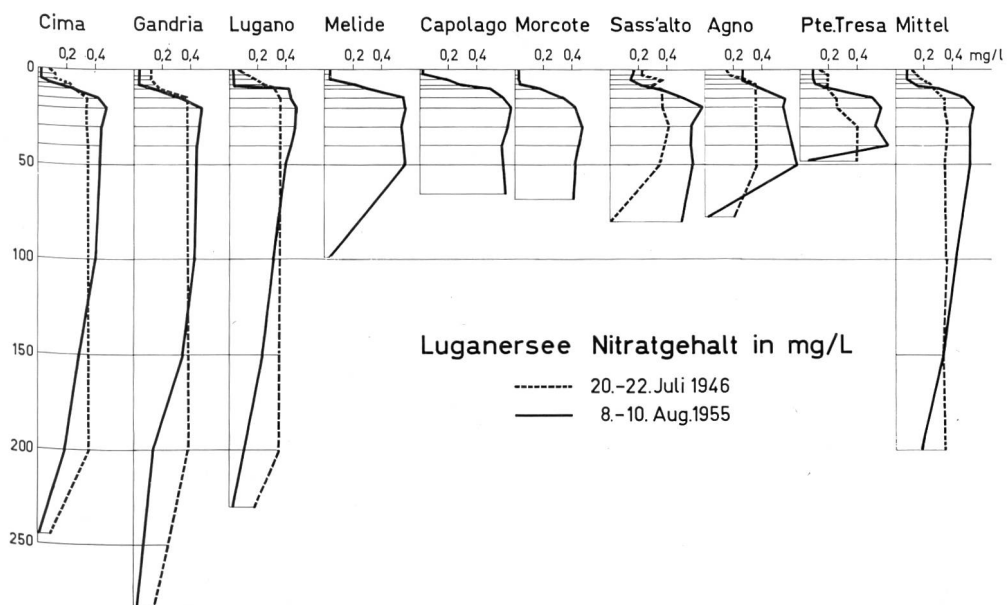 Cima Gandria Lugano Melide Capolago Morcote Sass'alto Agno Pte.Tresa Mittel
0,2 0,4 0,2 0,4 0,2 0,4 0,2 0,4 0,2 0,4 0,2 0,4 0,2 0,4 0,2 0,4 0,2 0,4 0,2 0,4 mg/l
0
50
100
150
Luganersee Nitratgehalt in mg/L
20.-22. Juli 1946
8.-10. Aug. 1955
200
250